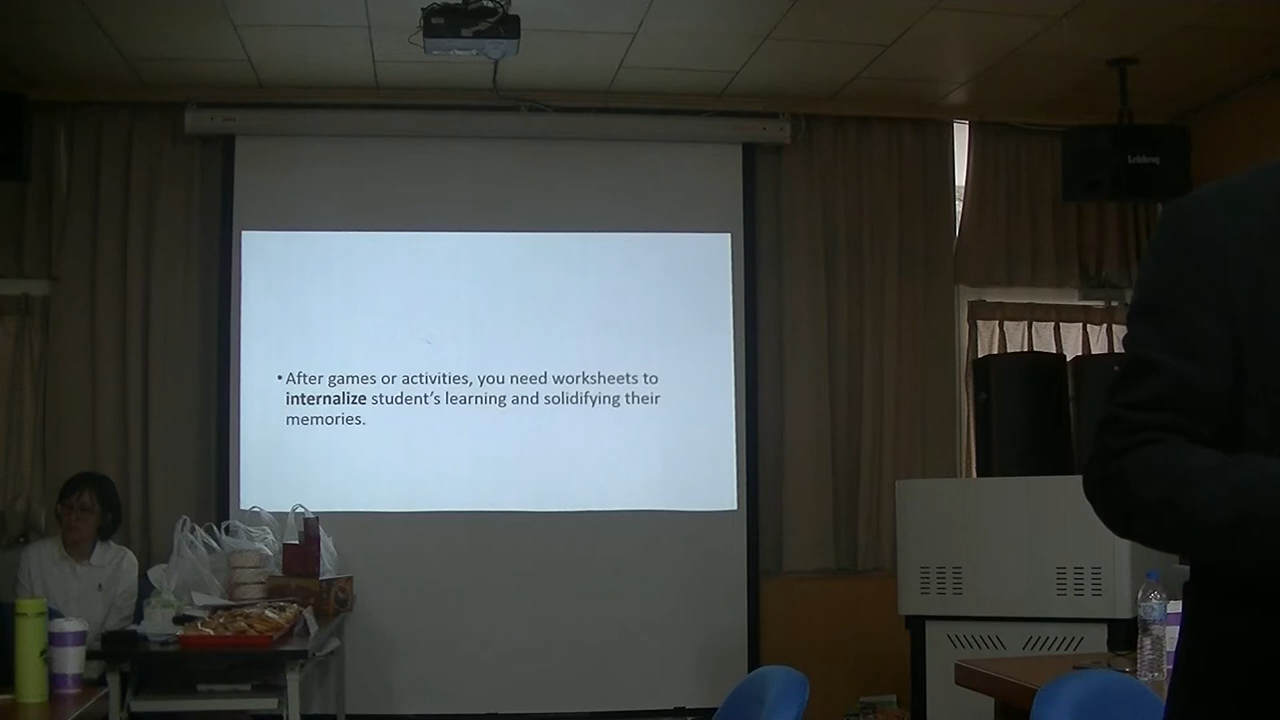 • After games or activities, you need worksheets to
internalize student's learning and solidifying their
memories.